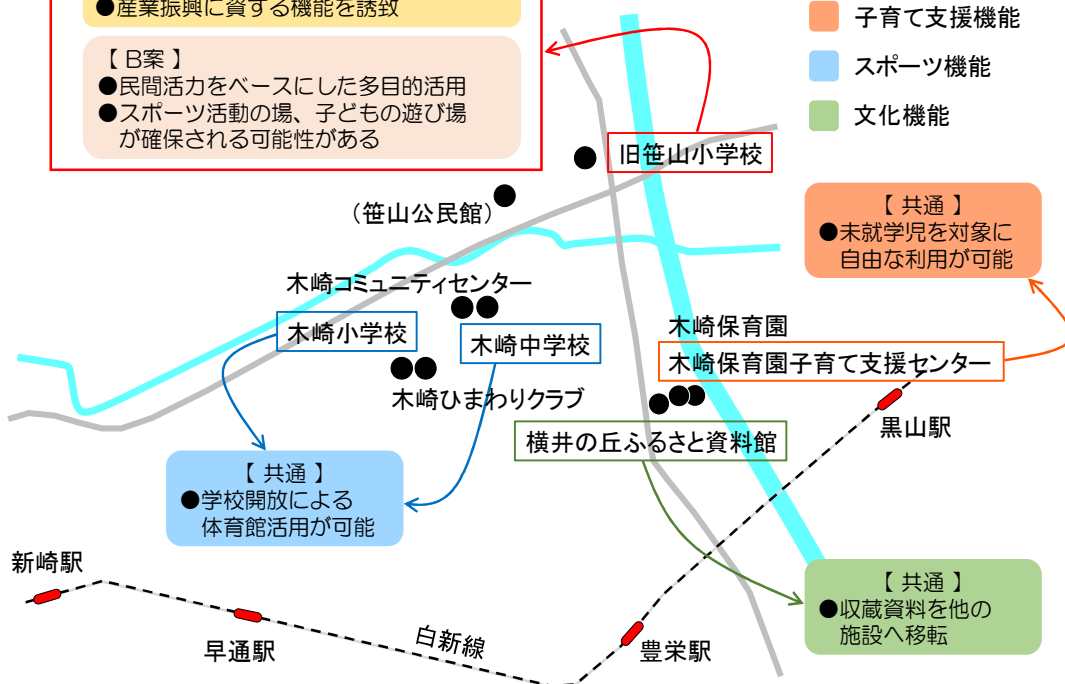 ●産業振興に資する機能を誘致
【 B案 】
●民間活力をベースにした多目的活用
●スポーツ活動の場、子どもの遊び場
が確保される可能性がある
子育て支援機能
スポーツ機能
文化機能
旧笹山小学校
(笹山公民館)
【 共通 】
●未就学児を対象に
自由な利用が可能
木崎コミュニティセンター
木崎小学校
木崎中学校
木崎保育園
木崎保育園子育て支援センター
木崎ひまわりクラブ
黒山駅
横井の丘ふるさと資料館
【 共通 】
●学校開放による
体育館活用が可能
新崎駅
早通駅
白新線
豊栄駅
【 共通 】
●収蔵資料を他の
施設へ移転